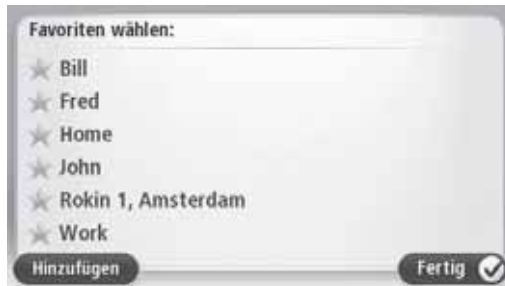 Favoriten wählen:
Bill
Fred
Home
John
Rokin 1, Amsterdam
Work
Hinzufügen
Fertig